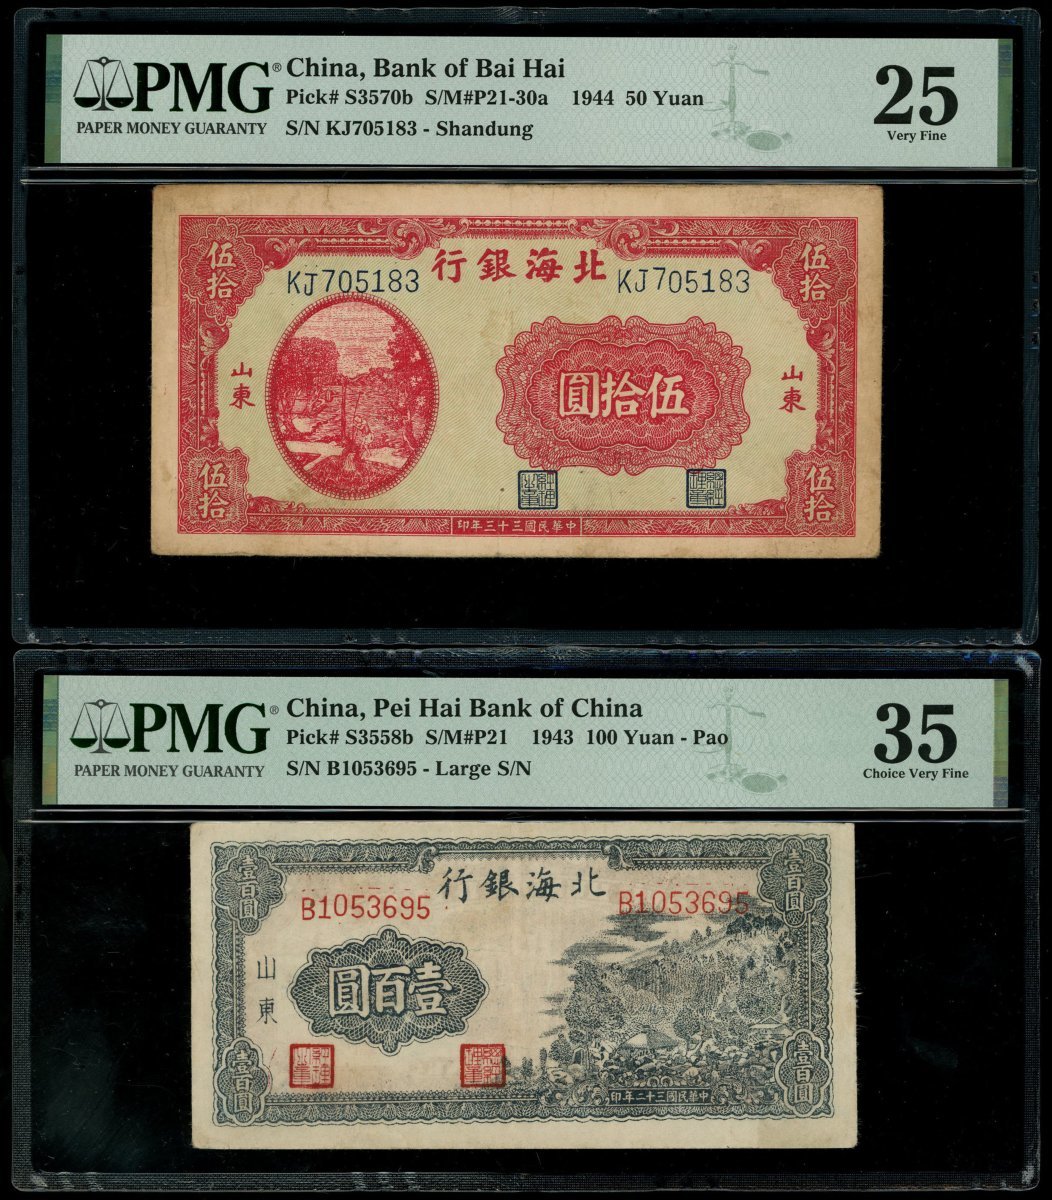 PMG®
PAPER MONEY GUARANTY
China, Bank of Bai Hai
Pick# S3570b S/M#P21-30a 1944 50 Yuan
S/N KJ705183 - Shandung
25
Very Fine
行銀海北
KJ705183
KJ705183
伍拾
伍拾
山東
山東
圓拾伍
伍拾
伍拾
印年三十三國民華中
PMG®
PAPER MONEY GUARANTY
China, Pei Hai Bank of China
Pick# S3558b S/M#P21 1943 100 Yuan - Pao
S/N B1053695 - Large S/N
35
Choice Very Fine
行銀海北
B1053695
B1053695
壹百圓
壹百圓
山東
圓百壹
壹百圓
壹百圓
印年二十三國民華中